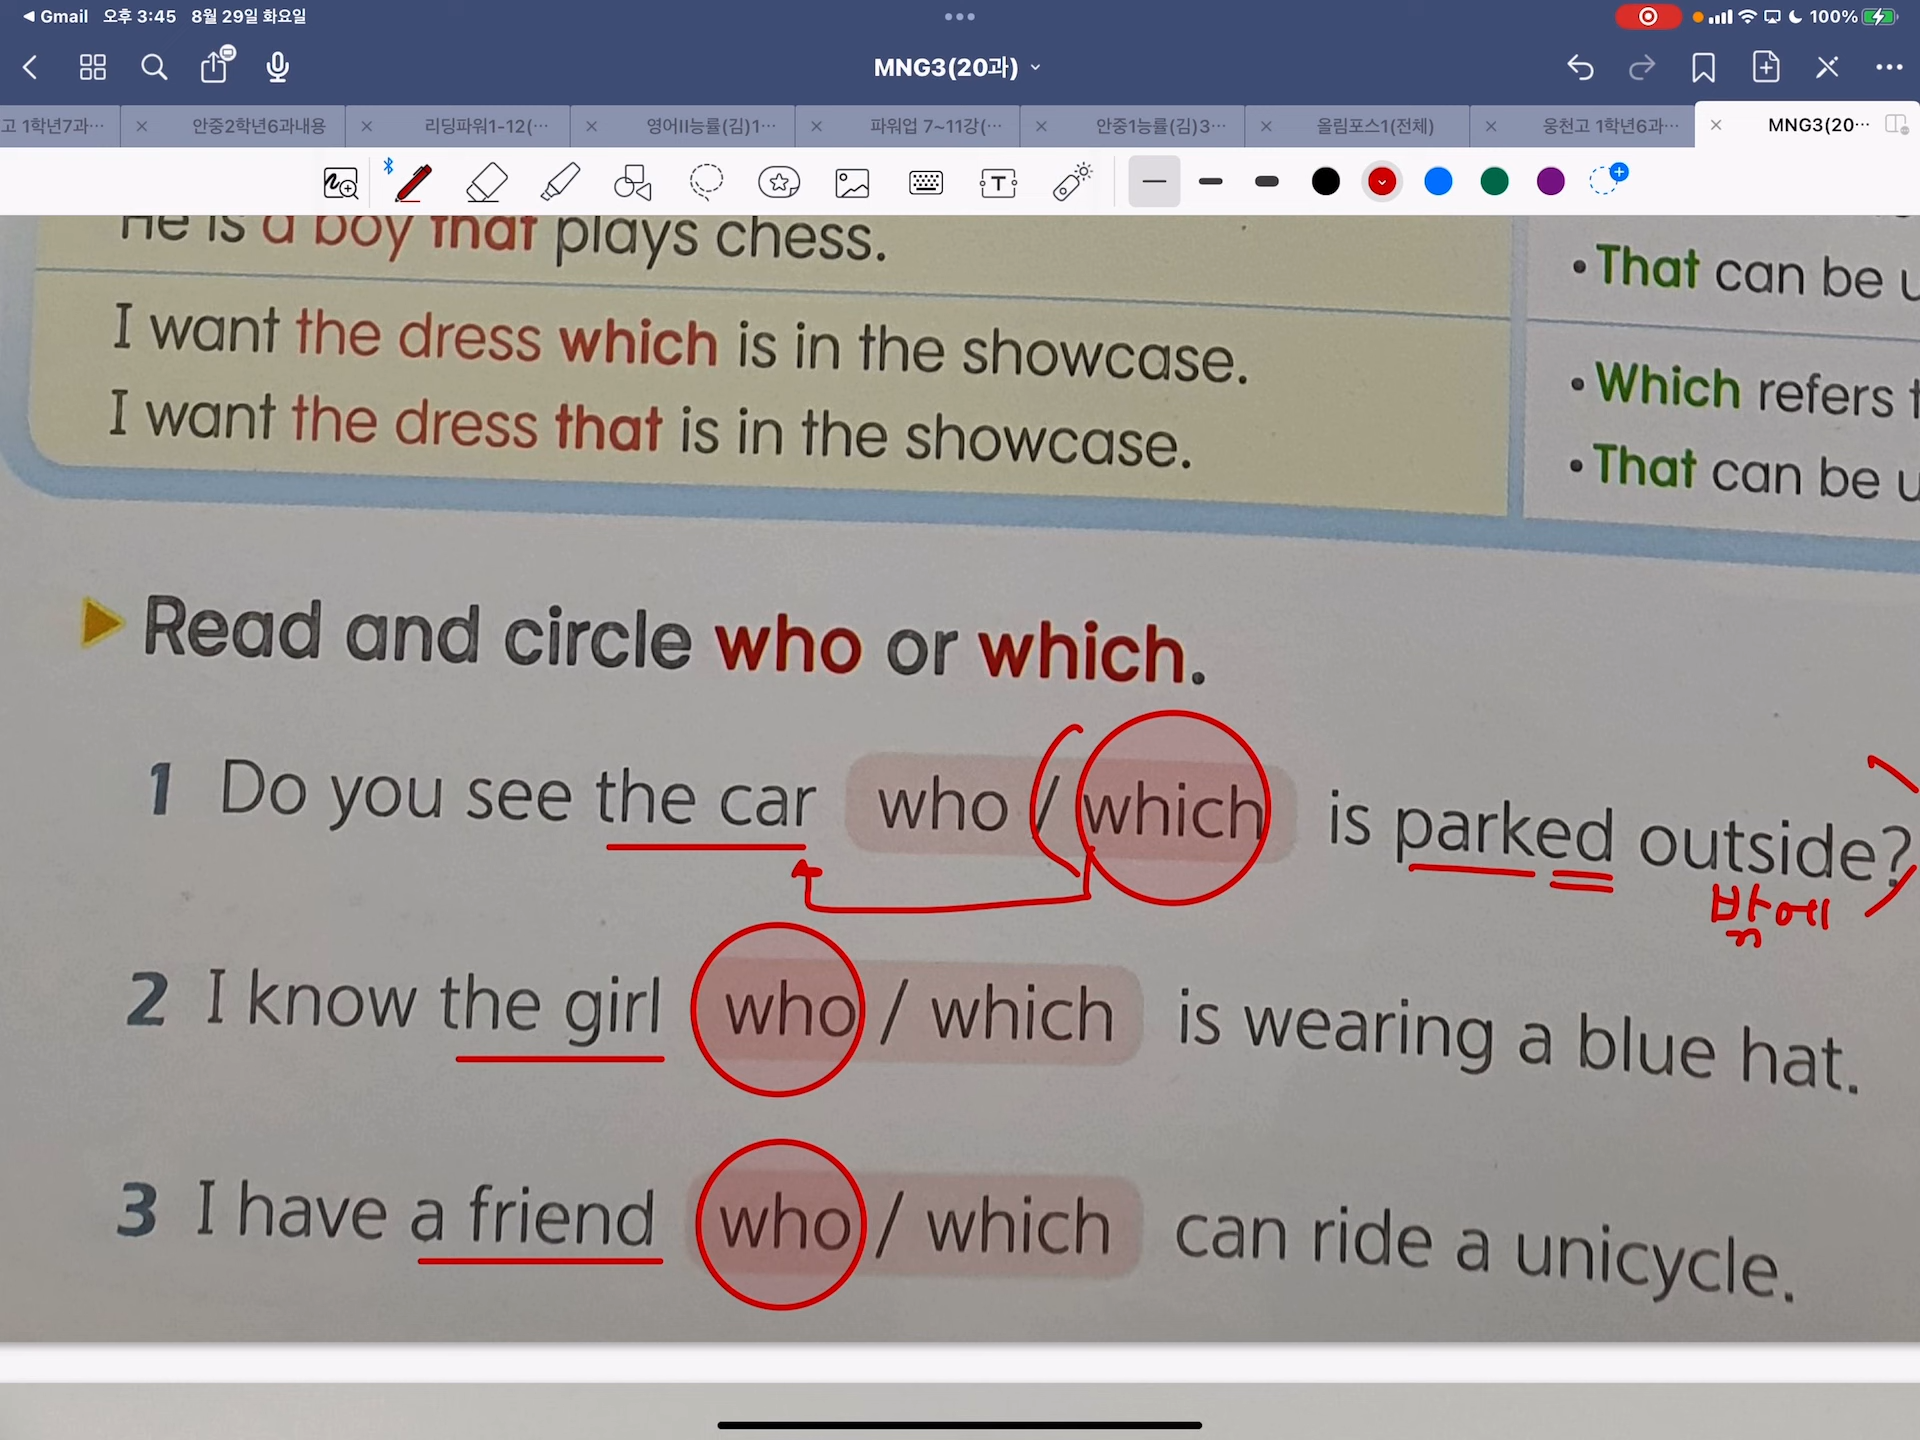 Gmail 오후 3:45 8월 29일 화요일
100%
MNG3(20과)
고 1학년7과…
안중2학년6과내용
리딩파워1-12(…
영어II능률(김)1…
파워업 7~11강(…
안중1능률(김)3…
올림포스1(전체)
웅천고 1학년6과…
MNG3(20…
He is a boy that plays chess.
I want the dress which is in the showcase.
I want the dress that is in the showcase.
•That can be u
•Which refers t
•That can be u
Read and circle who or which.
1 Do you see the car who / which is parked outside?
밖에
2 I know the girl who / which is wearing a blue hat.
3 I have a friend who / which can ride a unicycle.